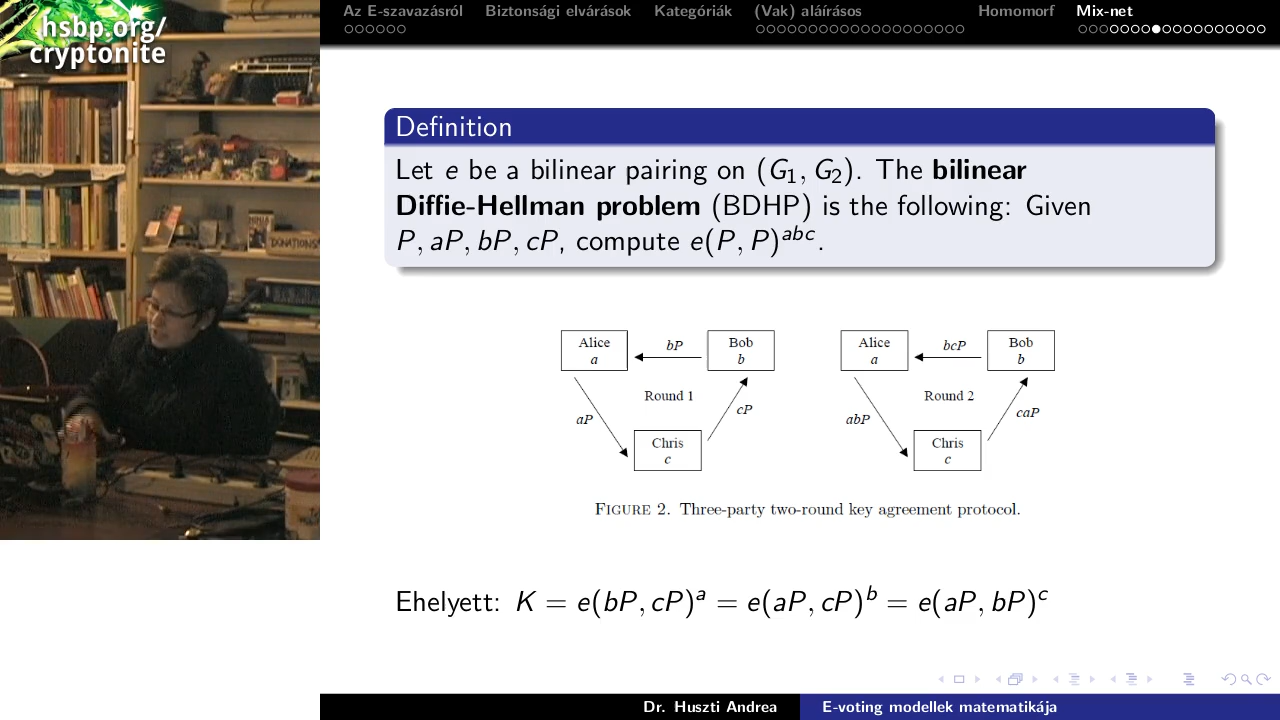 hsbp.org/
cryptonite
DONATIONS
Az E-szavazásról Biztonsági elvárások Kategóriák (Vak) aláírásos Homomorf Mix-net
Definition
Let e be a bilinear pairing on (G₁, G₂). The bilinear
Diffie-Hellman problem (BDHP) is the following: Given
P, aP, bP, cP, compute e(P, P)ᵃᵇᶜ.
Alice
a
bP
Bob
b
Round 1
aP
cP
Chris
c
Alice
a
bcP
Bob
b
Round 2
abP
caP
Chris
c
FIGURE 2. Three-party two-round key agreement protocol.
Ehelyett: K = e(bP, cP)ᵃ = e(aP, cP)ᵇ = e(aP, bP)ᶜ
Dr. Huszti Andrea E-voting modellek matematikája